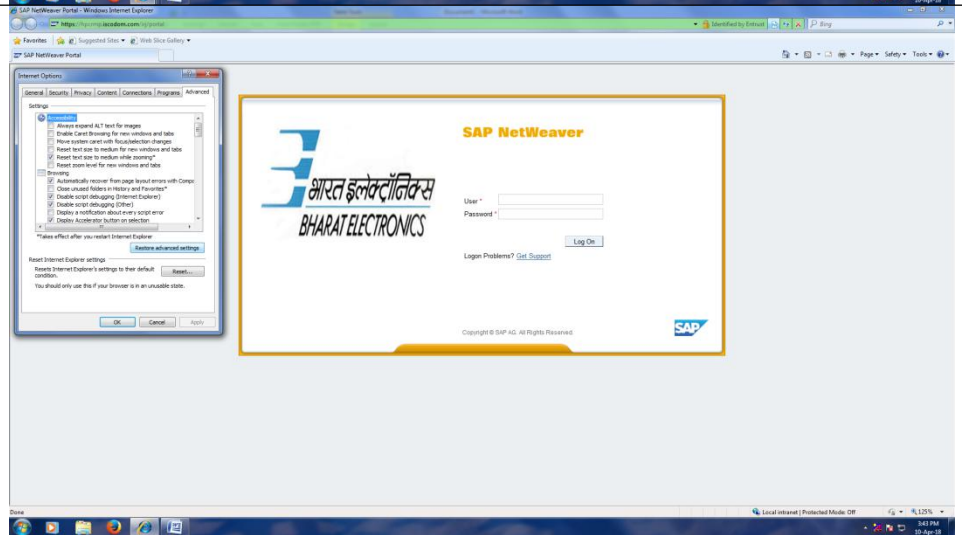 SAP NetWeaver Portal - Windows Internet Explorer
Identified by Entrust
Bing
Favorites
Suggested Sites
Web Slice Gallery
SAP NetWeaver Portal
Page
Safety
Tools
Internet Options
General Security Privacy Content Connections Programs Advanced
Settings
Accessibility
Always expand ALT text for images
Enable Caret Browsing for new windows and tabs
Move system caret with focus/selection changes
Reset text size to medium for new windows and tabs
Reset text size to medium while zooming*
Reset zoom level for new windows and tabs
Browsing
Automatically recover from page layout errors with Compa
Close unused folders in History and Favorites*
Disable script debugging (Internet Explorer)
Disable script debugging (Other)
Display a notification about every script error
Display Accelerator button on selection
*Takes effect after you restart Internet Explorer
Restore advanced settings
Reset Internet Explorer settings
Resets Internet Explorer's settings to their default
condition.
Reset...
You should only use this if your browser is in an unusable state.
OK Cancel Apply
SAP NetWeaver
भारत इलेक्ट्रॉनिक्स
BHARAT ELECTRONICS
User *
Password *
Log On
Logon Problems? Get Support
Copyright © SAP AG. All Rights Reserved.
SAP
Done
Local intranet | Protected Mode: Off
125%
3:43 PM
10-Apr-18